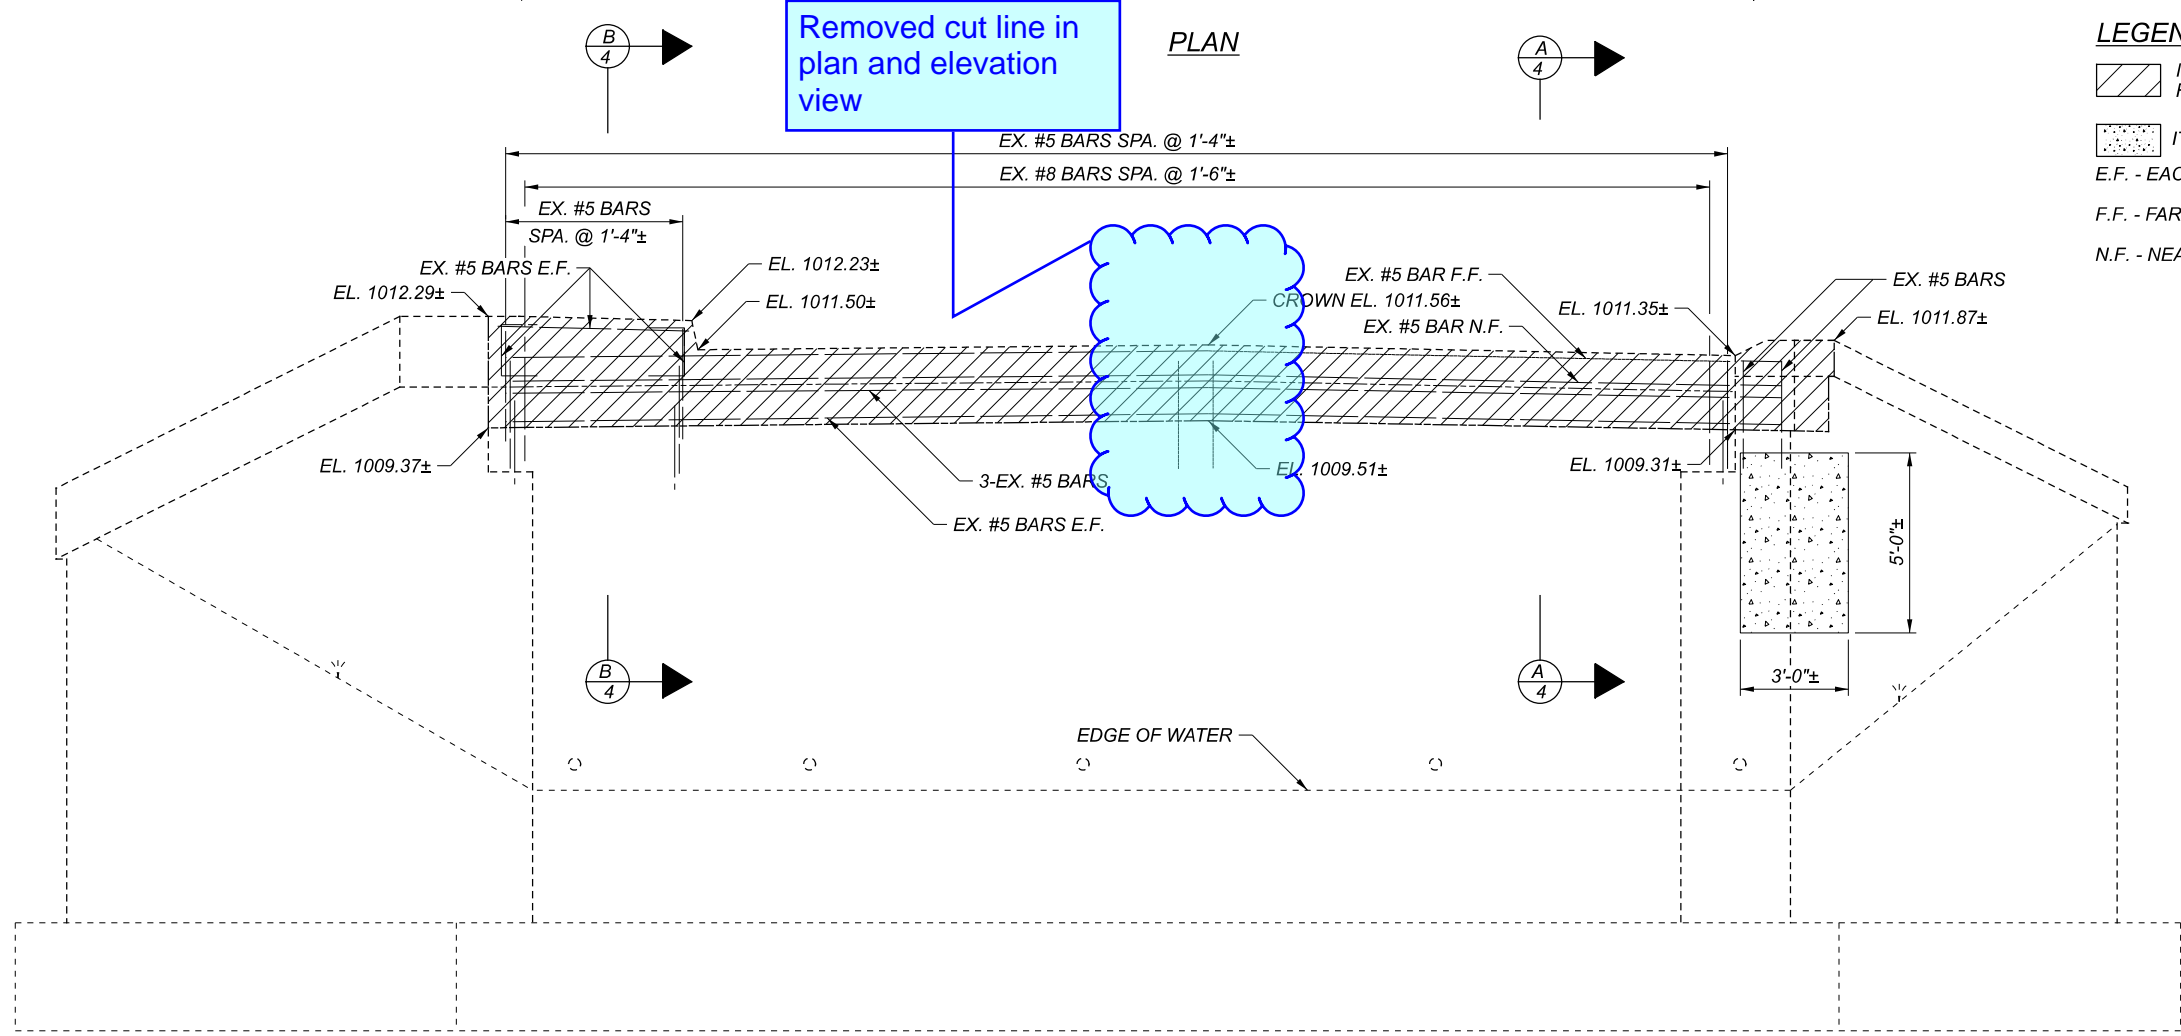 B
4
Removed cut line in
plan and elevation
view
PLAN
A
4
LEGEN
E.F. - EAC
F.F. - FAR
N.F. - NEA
EX. #5 BARS SPA. @ 1'-4"±
EX. #8 BARS SPA. @ 1'-6"±
EX. #5 BARS
SPA. @ 1'-4"±
EX. #5 BARS E.F.
EL. 1012.29±
EL. 1012.23±
EL. 1011.50±
CROWN EL. 1011.56±
EX. #5 BAR F.F.
EX. #5 BAR N.F.
EL. 1011.35±
EX. #5 BARS
EL. 1011.87±
EL. 1009.37±
3-EX. #5 BARS
EX. #5 BARS E.F.
EL. 1009.51±
EL. 1009.31±
5'-0"±
3'-0"±
B
4
A
4
EDGE OF WATER